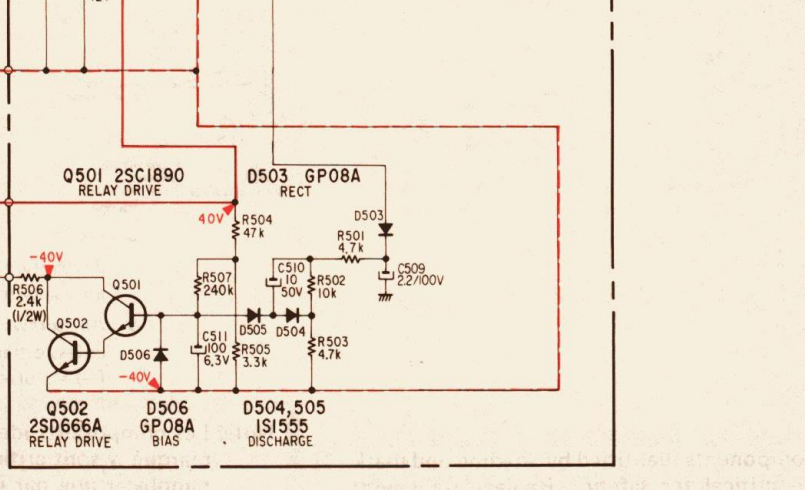 Q501 2SC1890
RELAY DRIVE
D503 GP08A
RECT
40V
R504
47k
D503
R501
4.7k
-40V
R506
2.4k
(1/2W)
Q501
Q502
R507
240k
C510
10
50V
R502
10k
C509
2.2/100V
D505
D504
D506
C511
100
6.3V
R505
3.3k
R503
4.7k
-40V
Q502
2SD666A
RELAY DRIVE
D506
GP08A
BIAS
D504,505
1S1555
DISCHARGE